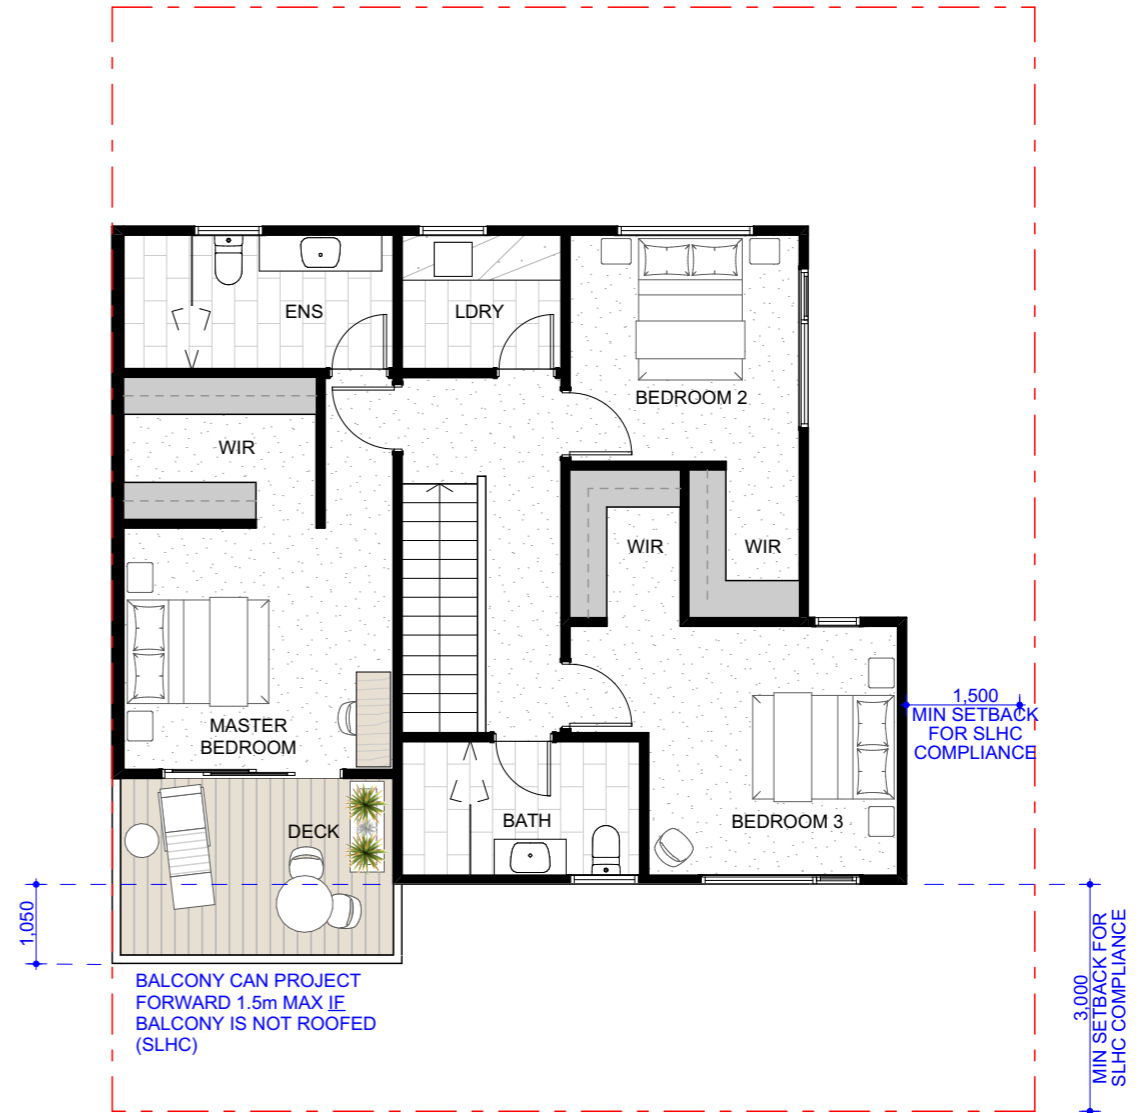 ENS
LDRY
BEDROOM 2
WIR
WIR
WIR
1,500
MIN SETBACK
FOR SLHC
COMPLIANCE
MASTER
BEDROOM
DECK
BATH
BEDROOM 3
1,050
BALCONY CAN PROJECT
FORWARD 1.5m MAX IF
BALCONY IS NOT ROOFED
(SLHC)
3,000
MIN SETBACK FOR
SLHC COMPLIANCE